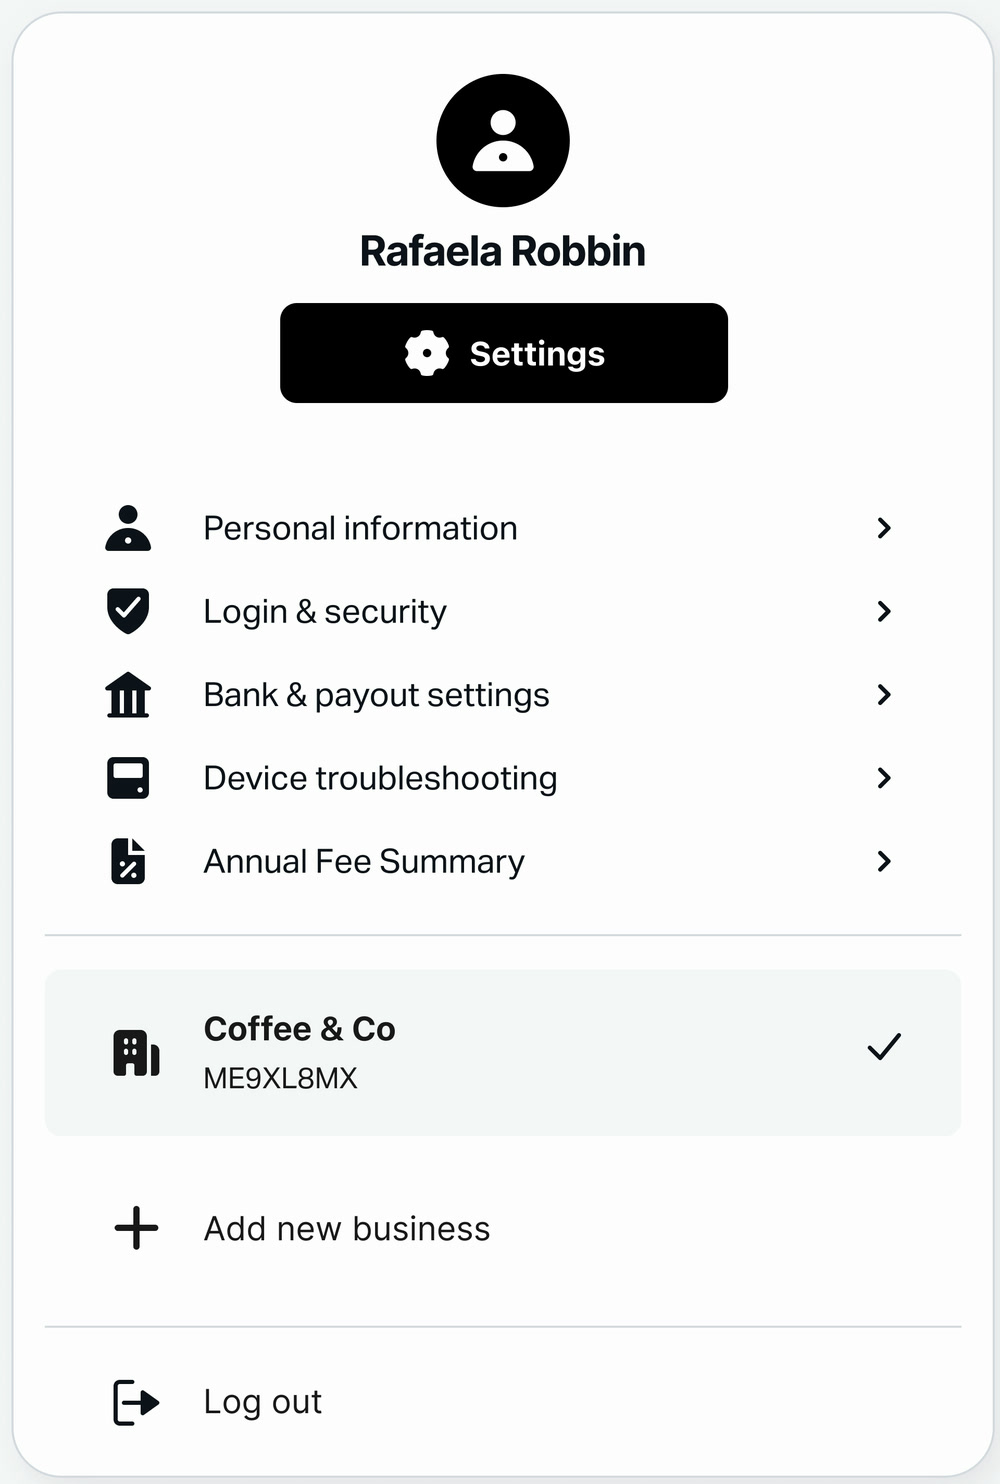 Rafaela Robbin
Settings
Personal information
Login & security
Bank & payout settings
Device troubleshooting
Annual Fee Summary
Coffee & Co
ME9XL8MX
Add new business
Log out